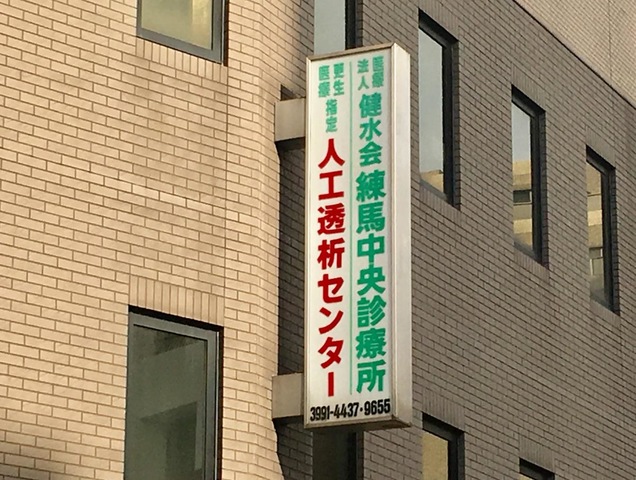 医療法人 健水会 練馬中央診療所
更生医療 指定 人工透析センター
3991-4437・9655